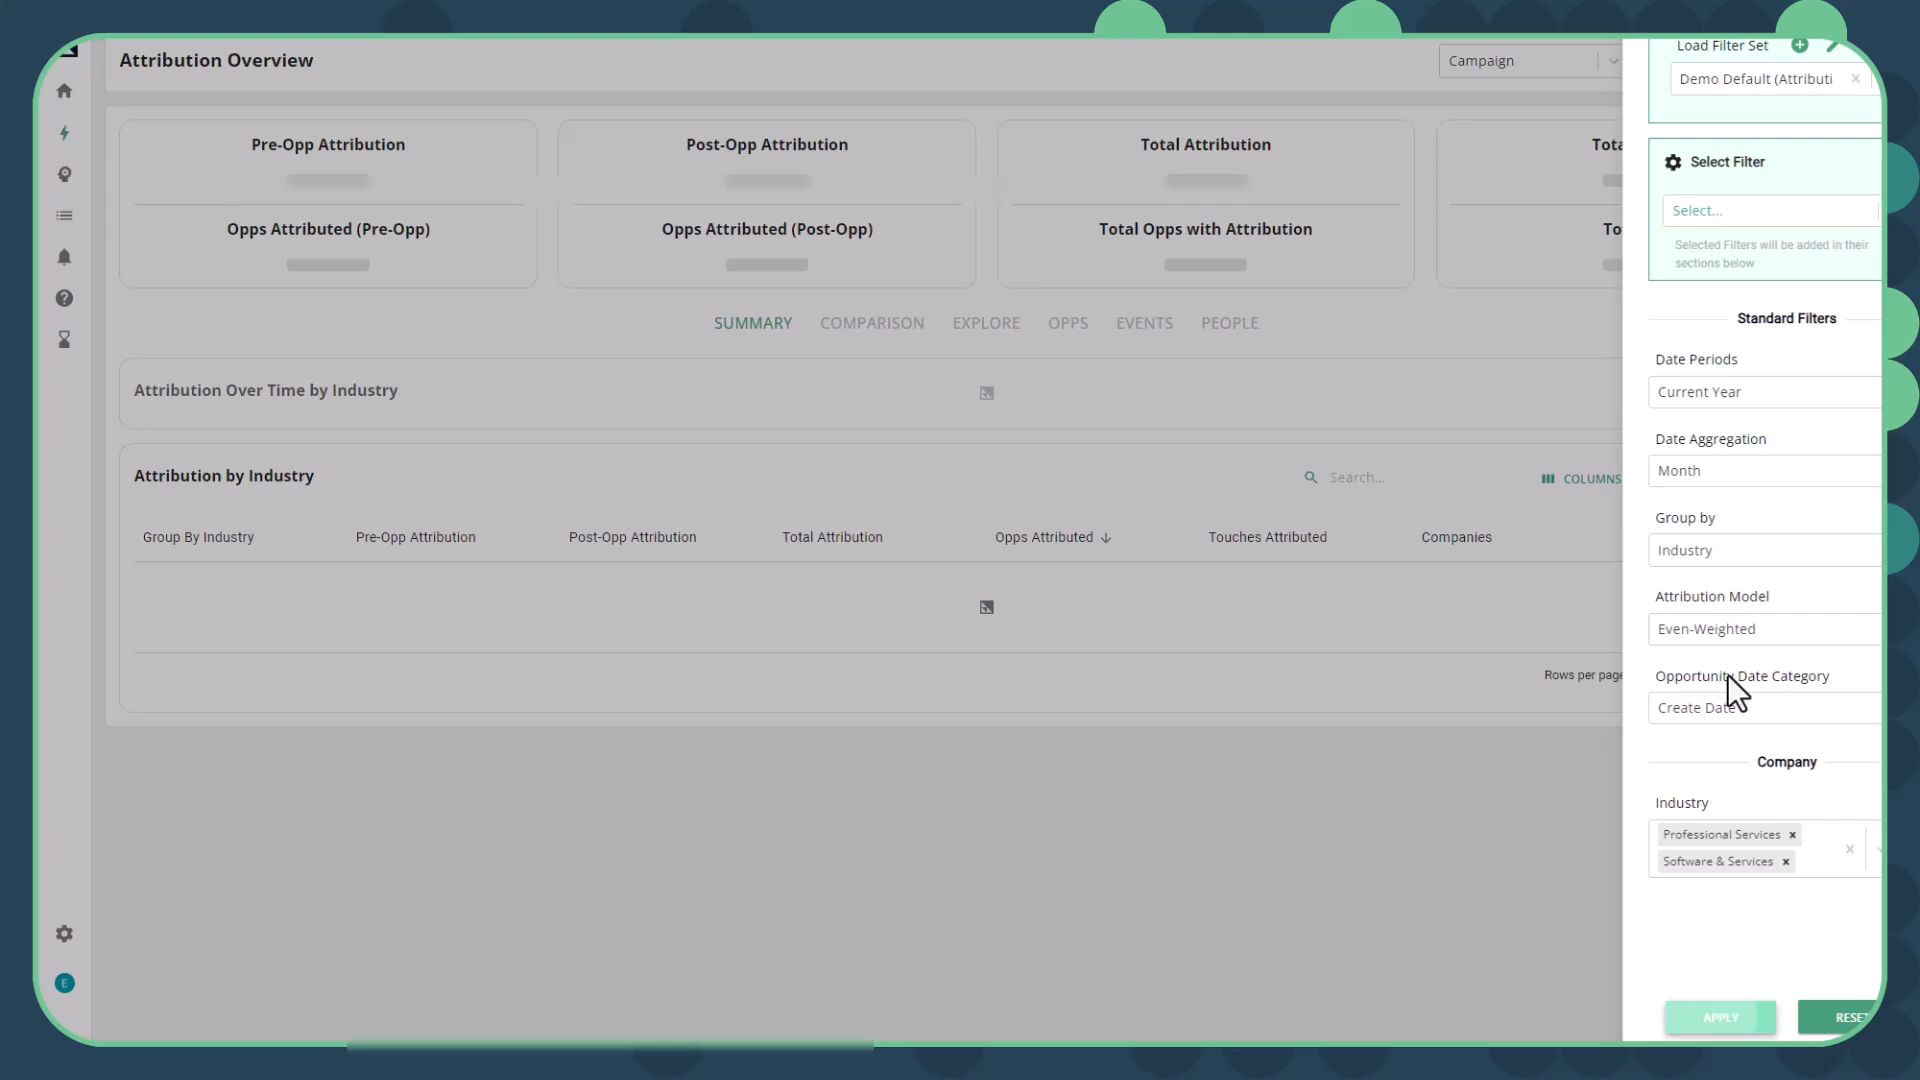 Attribution Overview
Campaign
Pre-Opp Attribution
Opps Attributed (Pre-Opp)
Post-Opp Attribution
Opps Attributed (Post-Opp)
Total Attribution
Total Opps with Attribution
Tota
To
SUMMARY COMPARISON EXPLORE OPPS EVENTS PEOPLE
Attribution Over Time by Industry
Attribution by Industry
Search...
COLUMNS
Group By Industry Pre-Opp Attribution Post-Opp Attribution Total Attribution Opps Attributed Touches Attributed Companies
Rows per page
E
Load Filter Set
Demo Default (Attributi
Select Filter
Select...
Selected Filters will be added in their
sections below
Standard Filters
Date Periods
Current Year
Date Aggregation
Month
Group by
Industry
Attribution Model
Even-Weighted
Opportunity Date Category
Create Date
Company
Industry
Professional Services
Software & Services
APPLY
RESET